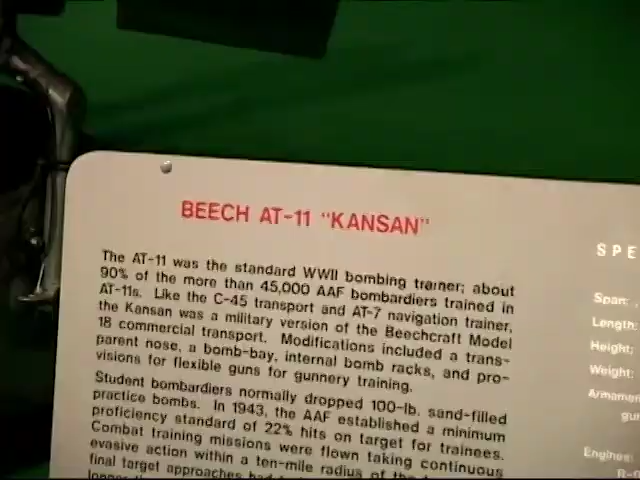 BEECH AT-11 "KANSAN"
The AT-11 was the standard WWII bombing trainer; about
90% of the more than 45,000 AAF bombardiers trained in
AT-11s. Like the C-45 transport and AT-7 navigation trainer,
the Kansan was a military version of the Beechcraft Model
18 commercial transport. Modifications included a trans-
parent nose, a bomb-bay, internal bomb racks, and pro-
visions for flexible guns for gunnery training.
Student bombardiers normally dropped 100-lb. sand-filled
practice bombs. In 1943, the AAF established a minimum
proficiency standard of 22% hits on target for trainees.
Combat training missions were flown taking continuous
evasive action within a ten-mile radius of the
final target approaches
SPE
Span:
Length:
Height:
Weight:
Armamen
gun
Engine